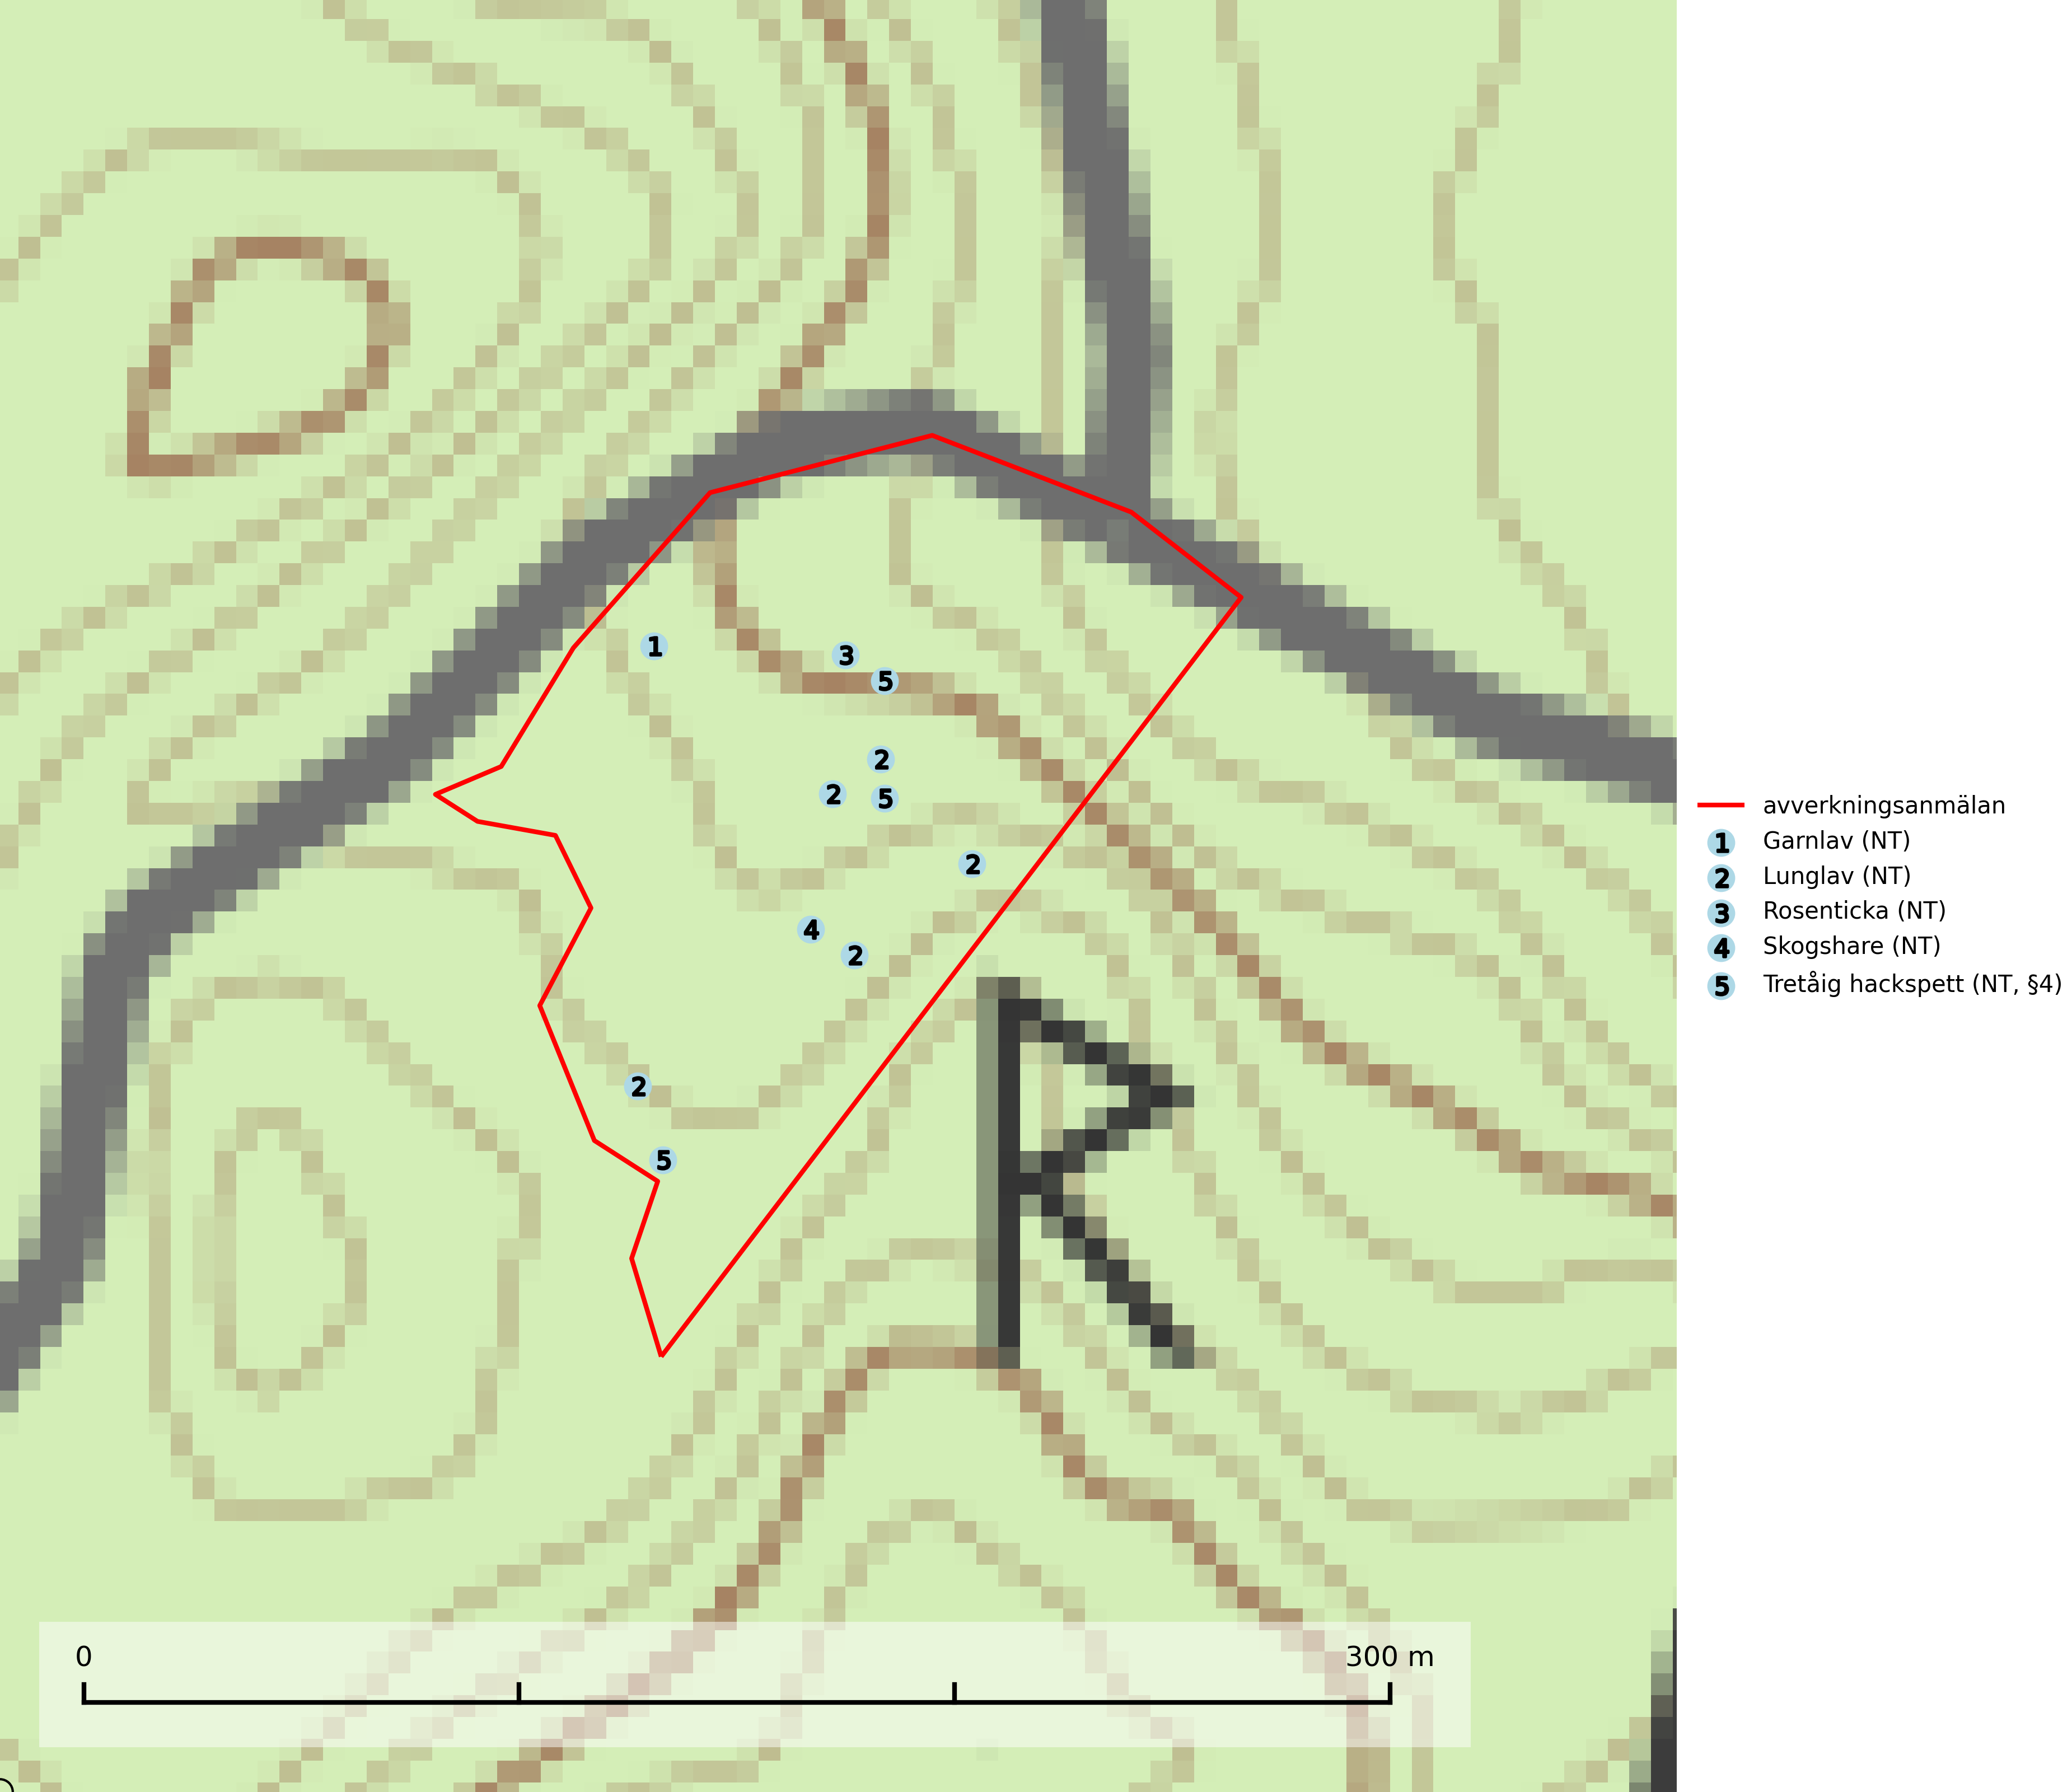 R
1
3
5
2
2
5
2
4
2
2
5
0 300 m
avverkningsanmälan
1 Garnlav (NT)
2 Lunglav (NT)
3 Rosenticka (NT)
4 Skogshare (NT)
5 Tretåig hackspett (NT, §4)